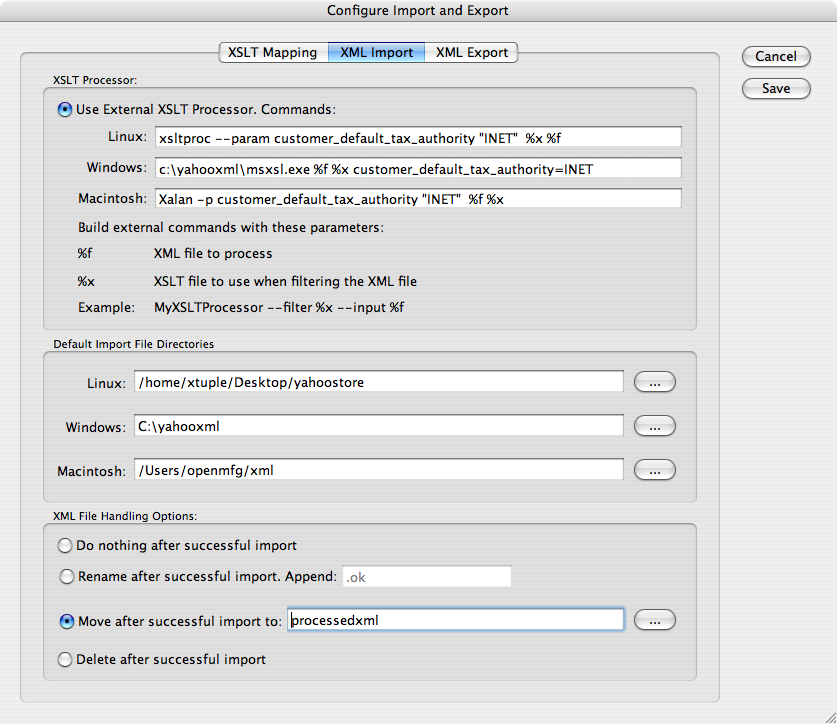 Configure Import and Export
XSLT Mapping XML Import XML Export
Cancel
Save
XSLT Processor:
Use External XSLT Processor. Commands:
Linux: xsltproc --param customer_default_tax_authority "INET" %x %f
Windows: c:\yahooxml\msxsl.exe %f %x customer_default_tax_authority=INET
Macintosh: Xalan -p customer_default_tax_authority "INET" %f %x
Build external commands with these parameters:
%f XML file to process
%x XSLT file to use when filtering the XML file
Example: MyXSLTProcessor --filter %x --input %f
Default Import File Directories
Linux: /home/xtuple/Desktop/yahoostore ...
Windows: C:\yahooxml ...
Macintosh: /Users/openmfg/xml ...
XML File Handling Options:
Do nothing after successful import
Rename after successful import. Append: .ok
Move after successful import to: processedxml ...
Delete after successful import